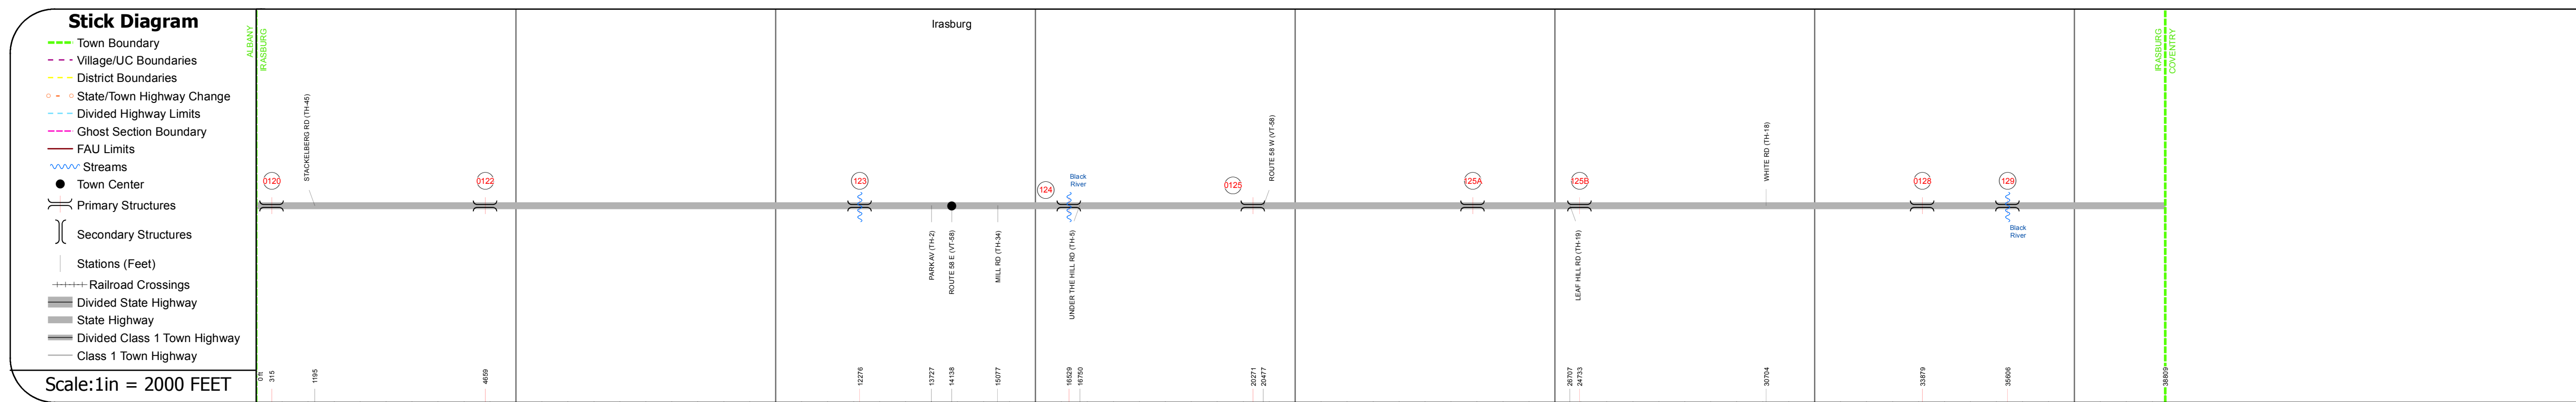 Stick Diagram
Town Boundary
Village/UC Boundaries
District Boundaries
State/Town Highway Change
Divided Highway Limits
Ghost Section Boundary
FAU Limits
Streams
Town Center
Primary Structures
Secondary Structures
Stations (Feet)
Railroad Crossings
Divided State Highway
State Highway
Divided Class 1 Town Highway
Class 1 Town Highway
Scale:1in = 2000 FEET
ALBANY
IRASBURG
Irasburg
IRASBURG
COVENTRY
STACKELBERG RD (TH-45)
ROUTE 58 W (VT-58)
WHITE RD (TH-18)
0120
0122
123
124
Black
River
0125
125A
125B
0128
129
Black
River
PARK AV (TH-2)
ROUTE 58 E (VT-58)
MILL RD (TH-34)
UNDER THE HILL RD (TH-5)
LEAF HILL RD (TH-19)
0 ft
315
1195
4659
12276
13727
14138
15077
16529
16750
20271
20477
26707
24733
30704
33879
35606
38809